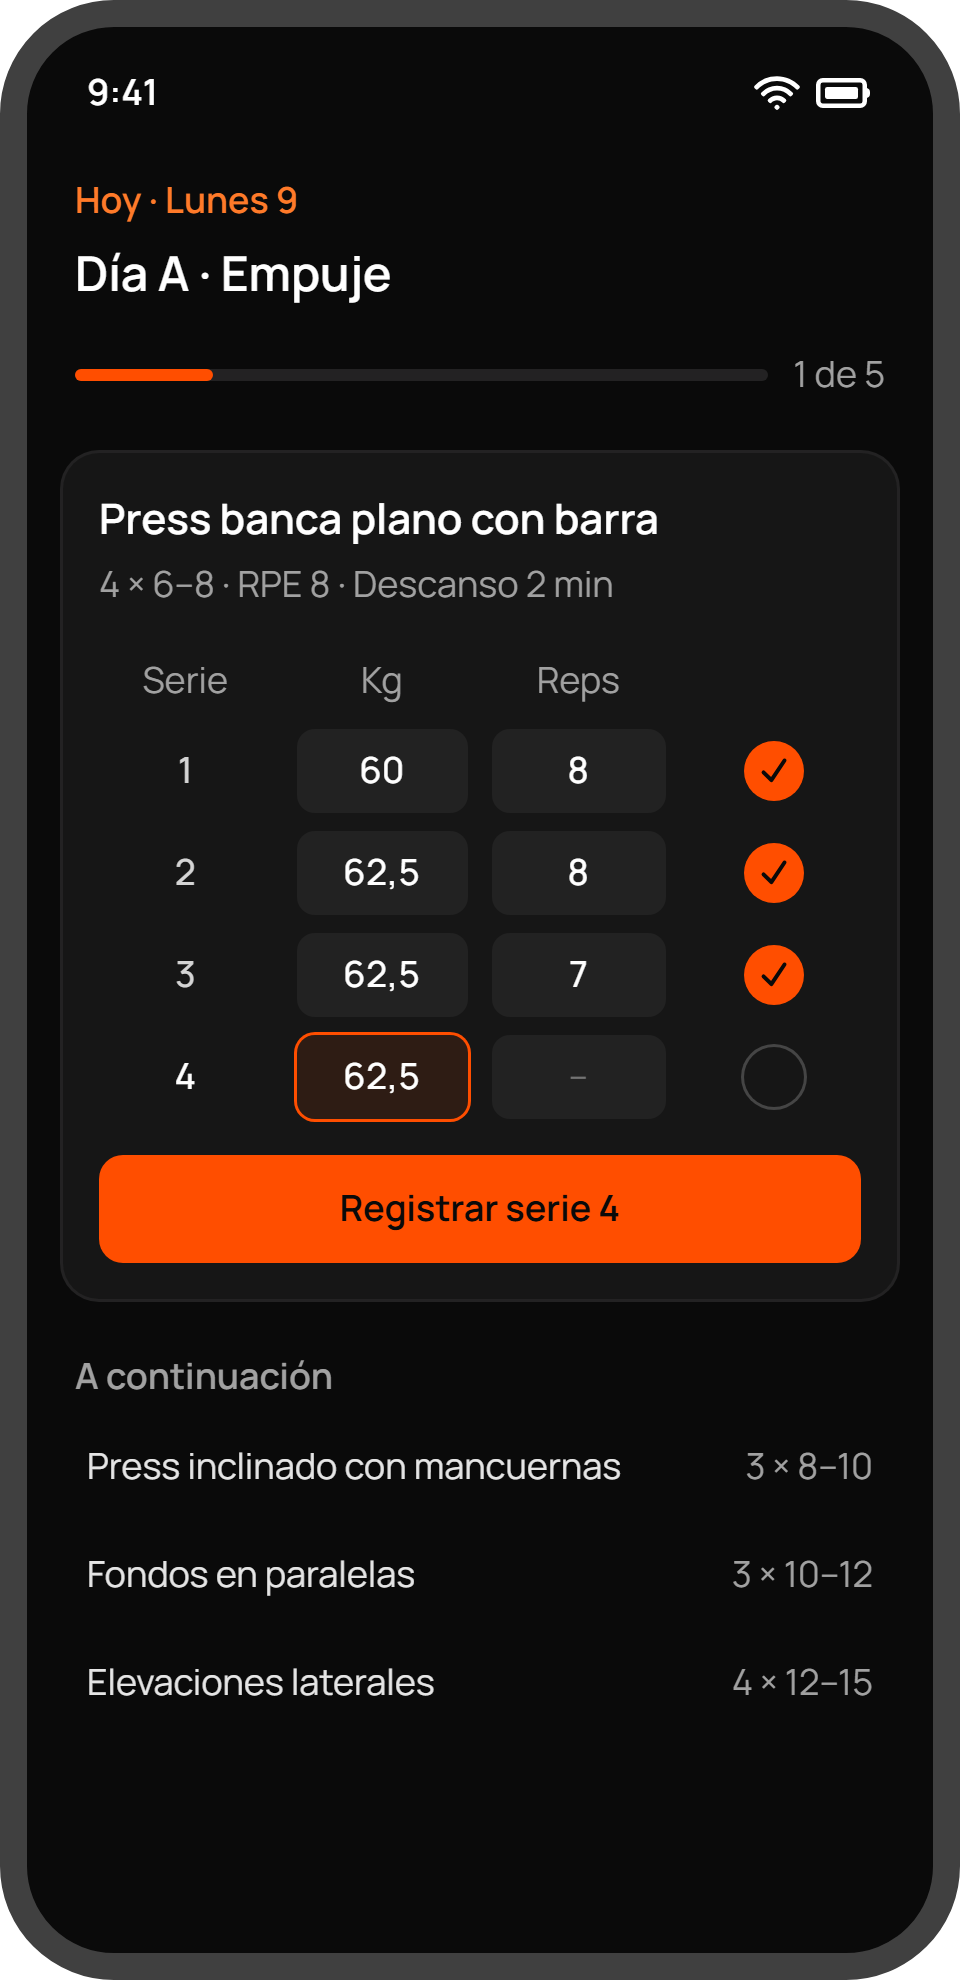 9:41
Hoy · Lunes 9
Día A · Empuje
1 de 5
Press banca plano con barra
4 × 6–8 · RPE 8 · Descanso 2 min
Serie Kg Reps
1 60 8
2 62,5 8
3 62,5 7
4 62,5 –
Registrar serie 4
A continuación
Press inclinado con mancuernas 3 × 8–10
Fondos en paralelas 3 × 10–12
Elevaciones laterales 4 × 12–15